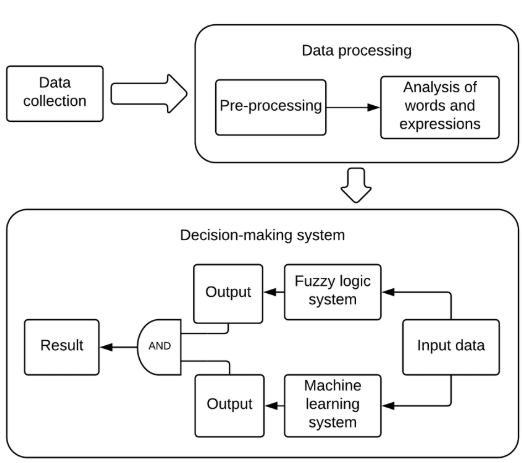 Data processing
Data
collection
Pre-processing
Analysis of
words and
expressions
Decision-making system
Output
Fuzzy logic
system
Result
AND
Input data
Output
Machine
learning
system